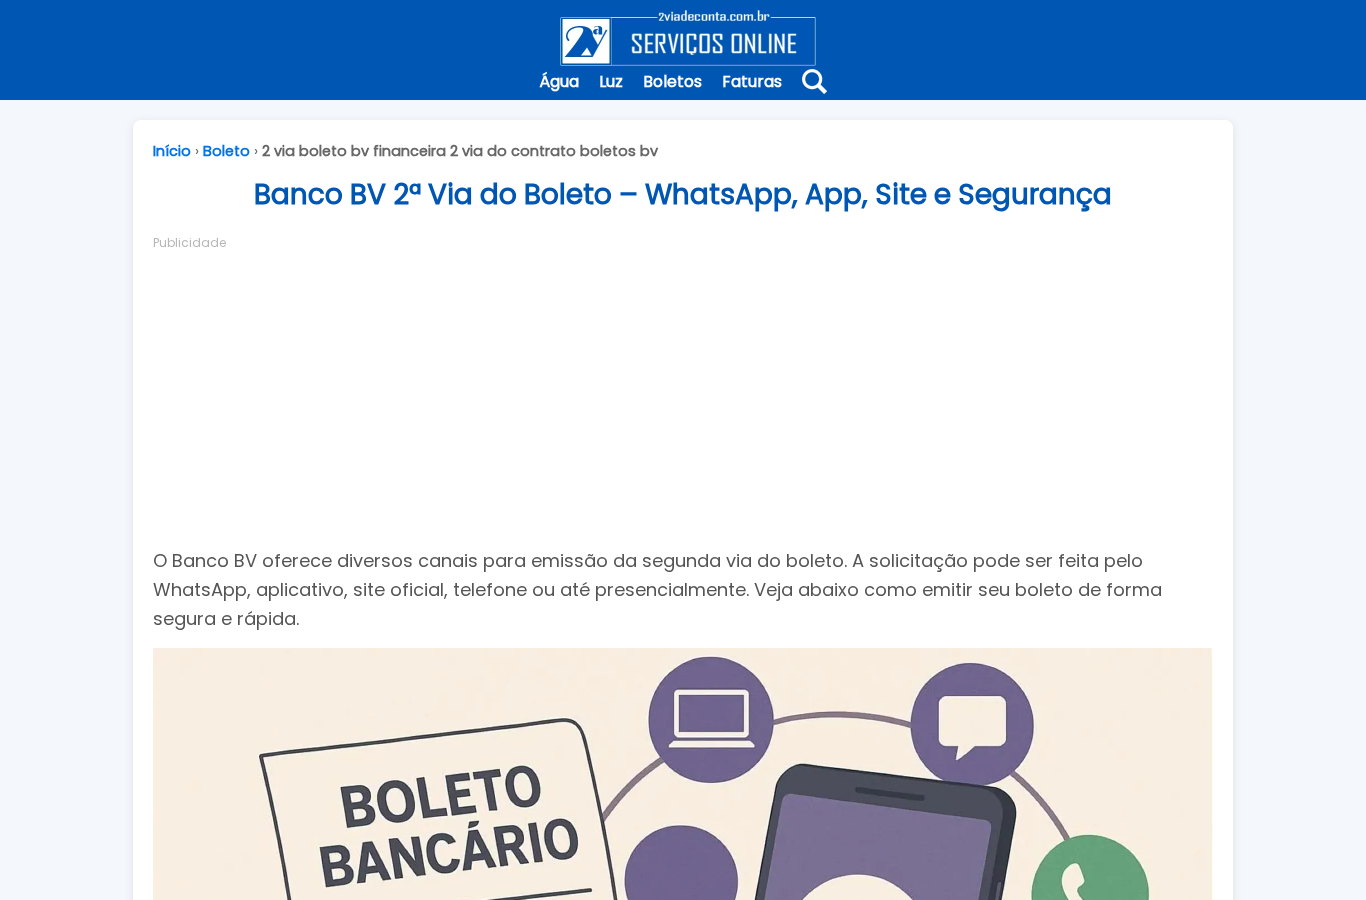 2viadeconta.com.br
2ª SERVIÇOS ONLINE
Água Luz Boletos Faturas
Início › Boleto › 2 via boleto bv financeira 2 via do contrato boletos bv
Banco BV 2ª Via do Boleto – WhatsApp, App, Site e Segurança
Publicidade
O Banco BV oferece diversos canais para emissão da segunda via do boleto. A solicitação pode ser feita pelo
WhatsApp, aplicativo, site oficial, telefone ou até presencialmente. Veja abaixo como emitir seu boleto de forma
segura e rápida.
BOLETO
BANCÁRIO